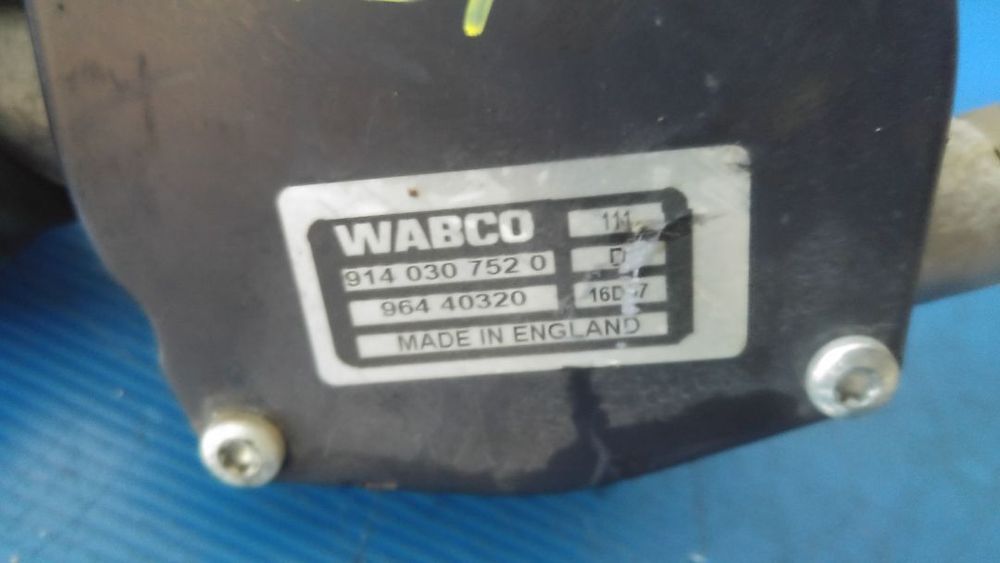 WABCO 111
914 030 752 0 D
964 40320
MADE IN ENGLAND